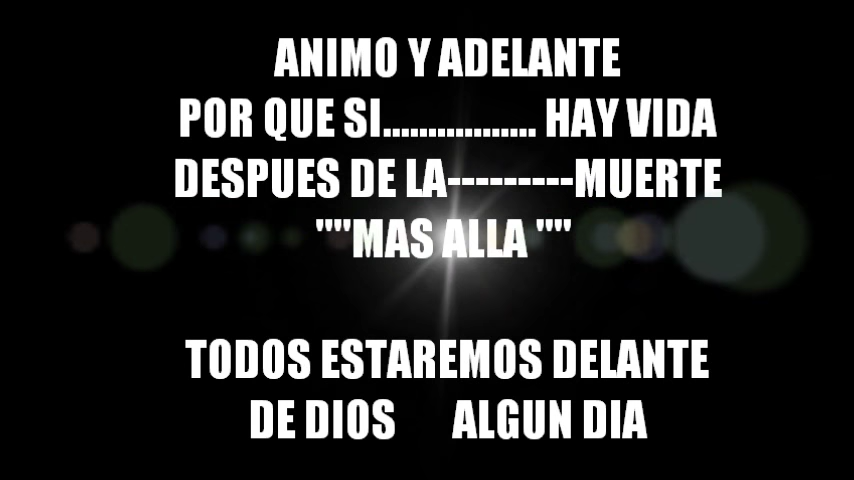 ANIMO Y ADELANTE
POR QUE SI................. HAY VIDA
DESPUES DE LA---------MUERTE
""MAS ALLA ""
TODOS ESTAREMOS DELANTE
DE DIOS ALGUN DIA